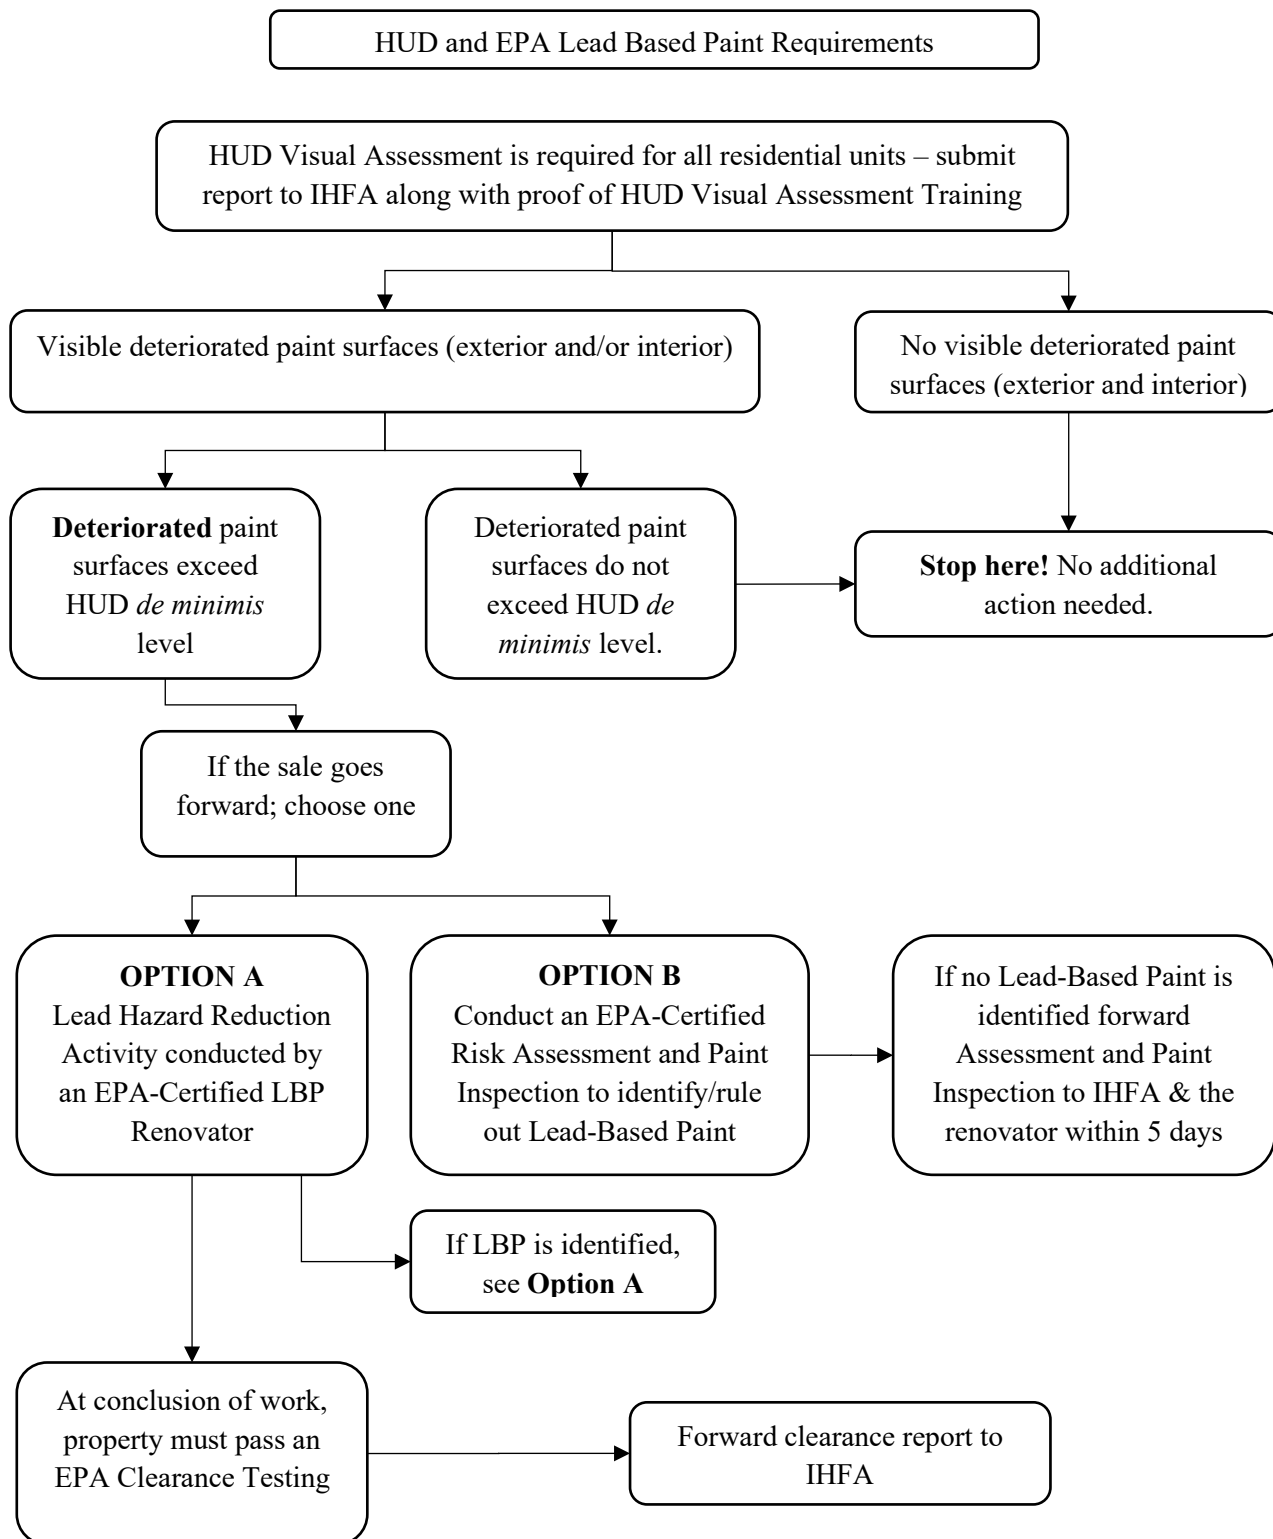 HUD and EPA Lead Based Paint Requirements
HUD Visual Assessment is required for all residential units – submit
report to IHFA along with proof of HUD Visual Assessment Training
Visible deteriorated paint surfaces (exterior and/or interior)
No visible deteriorated paint
surfaces (exterior and interior)
Deteriorated paint
surfaces exceed
HUD de minimis
level
Deteriorated paint
surfaces do not
exceed HUD de
minimis level.
Stop here! No additional
action needed.
If the sale goes
forward; choose one
OPTION A
Lead Hazard Reduction
Activity conducted by
an EPA-Certified LBP
Renovator
OPTION B
Conduct an EPA-Certified
Risk Assessment and Paint
Inspection to identify/rule
out Lead-Based Paint
If no Lead-Based Paint is
identified forward
Assessment and Paint
Inspection to IHFA & the
renovator within 5 days
If LBP is identified,
see Option A
At conclusion of work,
property must pass an
EPA Clearance Testing
Forward clearance report to
IHFA